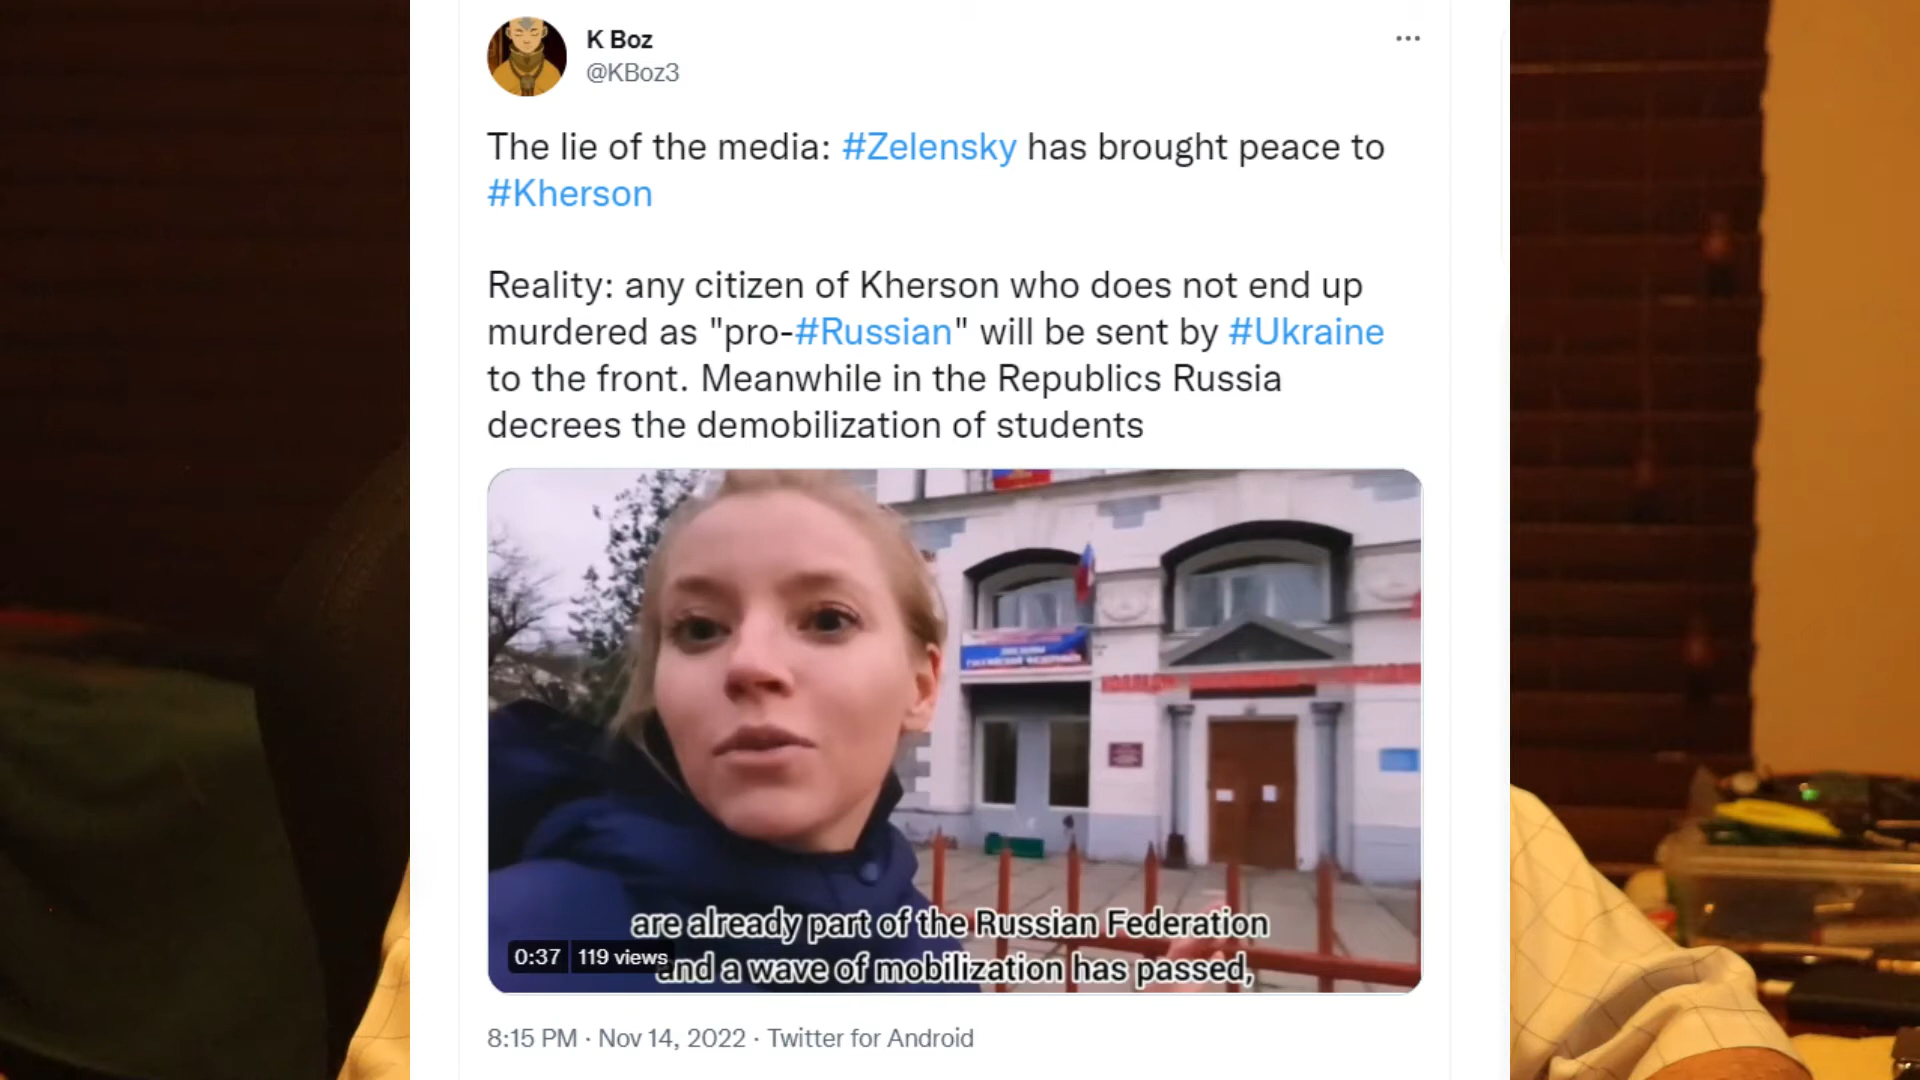 K Boz
@KBoz3
The lie of the media: #Zelensky has brought peace to
#Kherson
Reality: any citizen of Kherson who does not end up
murdered as "pro-#Russian" will be sent by #Ukraine
to the front. Meanwhile in the Republics Russia
decrees the demobilization of students
are already part of the Russian Federation
0:37 119 views
and a wave of mobilization has passed,
8:15 PM · Nov 14, 2022 · Twitter for Android